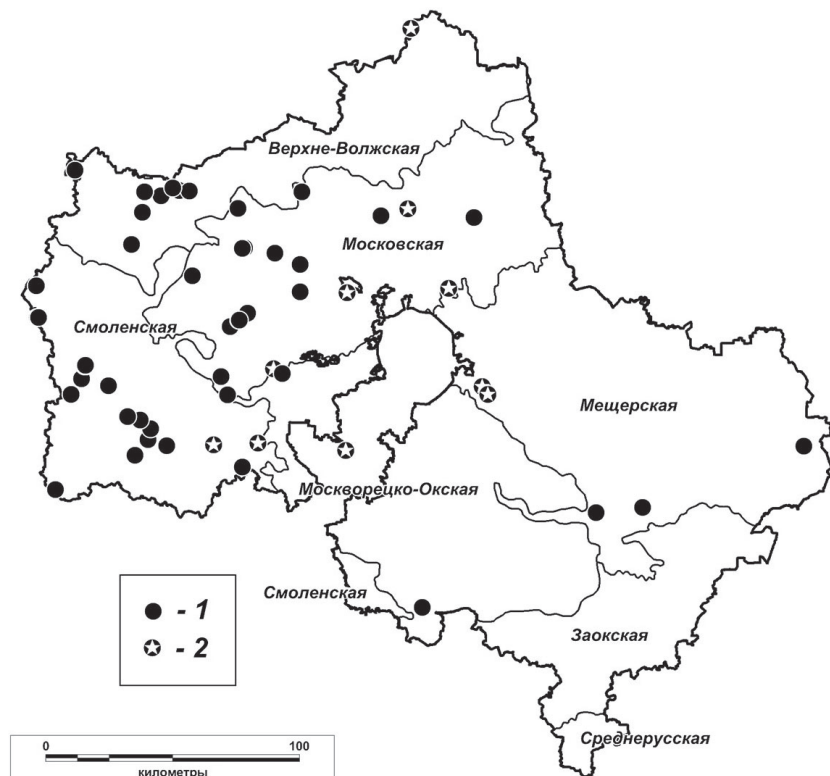 Верхне-Волжская
Московская
Смоленская
Мещерская
Москворецко-Окская
Смоленская
- 1
Заокская
- 2
Среднерусская
0 100
километры